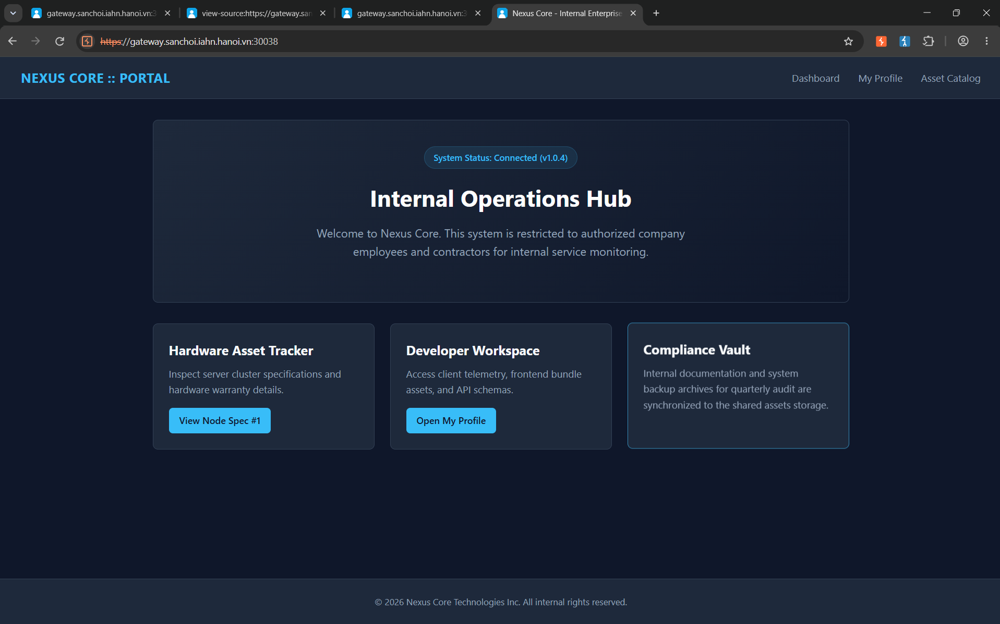 gateway.sanchoi.iahn.hanoi.vn:3
view-source:https://gateway.san
gateway.sanchoi.iahn.hanoi.vn:3
Nexus Core - Internal Enterprise
https://gateway.sanchoi.iahn.hanoi.vn:30038
NEXUS CORE :: PORTAL
Dashboard
My Profile
Asset Catalog
System Status: Connected (v1.0.4)
Internal Operations Hub
Welcome to Nexus Core. This system is restricted to authorized company
employees and contractors for internal service monitoring.
Hardware Asset Tracker
Inspect server cluster specifications and
hardware warranty details.
View Node Spec #1
Developer Workspace
Access client telemetry, frontend bundle
assets, and API schemas.
Open My Profile
Compliance Vault
Internal documentation and system
backup archives for quarterly audit are
synchronized to the shared assets storage.
© 2026 Nexus Core Technologies Inc. All internal rights reserved.